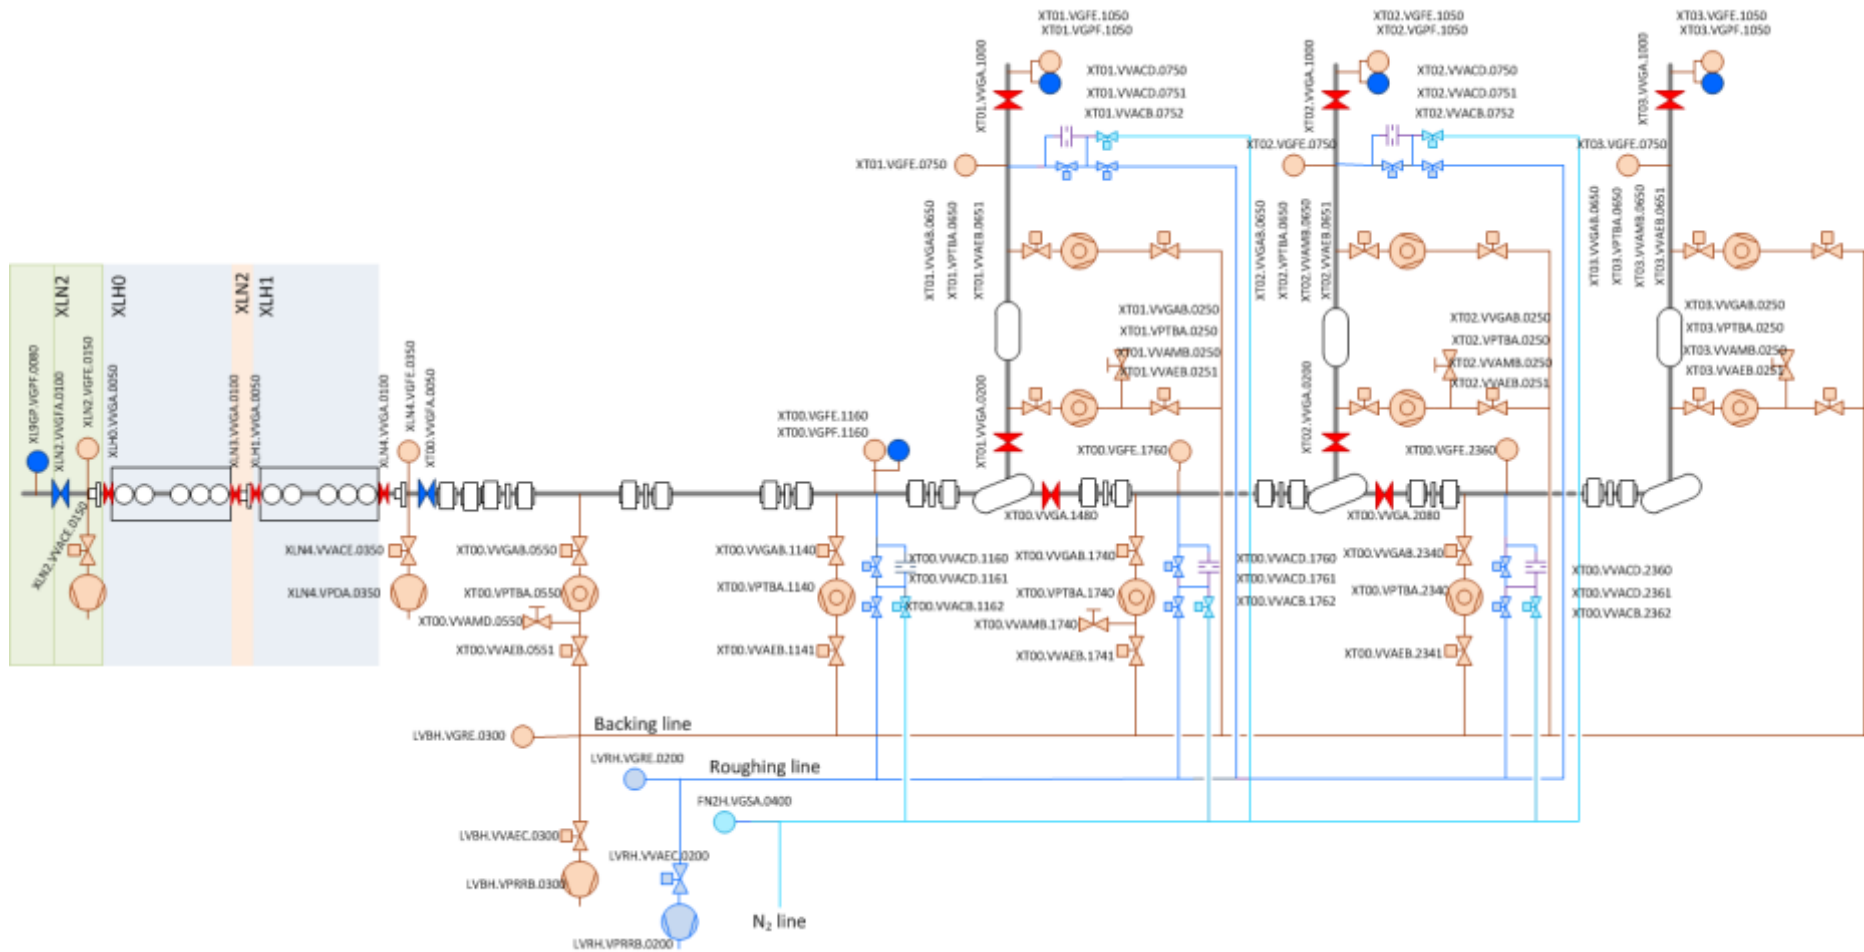 XT01.VGFE.1050
XT01.VGPF.1050
XT02.VGFE.1050
XT02.VGPF.1050
XT03.VGFE.1050
XT03.VGPF.1050
XT01.VVGA.1000
XT01.VVACD.0750
XT01.VVACD.0751
XT01.VVACB.0752
XT02.VVGA.1000
XT02.VVACD.0750
XT02.VVACD.0751
XT02.VVACB.0752
XT03.VVGA.1000
XT01.VGFE.0750
XT02.VGFE.0750
XT03.VGFE.0750
XT01.VVGAB.0650
XT01.VPTBA.0650
XT01.VVAEB.0651
XT02.VVGAB.0650
XT02.VPTBA.0650
XT02.VVAMB.0650
XT02.VVAEB.0651
XT03.VVGAB.0650
XT03.VPTBA.0650
XT03.VVAMB.0650
XT03.VVAEB.0651
XT01.VVGAB.0250
XT01.VPTBA.0250
XT01.VVAMB.0250
XT01.VVAEB.0251
XT02.VVGAB.0250
XT02.VPTBA.0250
XT02.VVAMB.0250
XT02.VVAEB.0251
XT03.VVGAB.0250
XT03.VPTBA.0250
XT03.VVAMB.0250
XT03.VVAEB.0251
XLN2
XLH0
XLN2
XLH1
XL9GP.VGPF.0080
XLN2.VVGFA.0100
XLN2.VGFE.0150
XLH0.VVGA.0050
XLN3.VVGA.0100
XLH1.VVGA.0050
XLN4.VVGA.0100
XLN4.VGFE.0350
XT00.VVGFA.0050
XT00.VGFE.1160
XT00.VGPF.1160
XT01.VVGA.0200
XT00.VGFE.1760
XT02.VVGA.0200
XT00.VGFE.2360
XT00.VVGA.1480
XT00.VVGA.2080
XLN2.VVACE.0150
XLN4.VVACE.0350
XLN4.VPDA.0350
XT00.VVGAB.0550
XT00.VPTBA.0550
XT00.VVAMD.0550
XT00.VVAEB.0551
XT00.VVGAB.1140
XT00.VPTBA.1140
XT00.VVAEB.1141
XT00.VVACD.1160
XT00.VVACD.1161
XT00.VVACB.1162
XT00.VVGAB.1740
XT00.VPTBA.1740
XT00.VVAMB.1740
XT00.VVAEB.1741
XT00.VVACD.1760
XT00.VVACD.1761
XT00.VVACB.1762
XT00.VVGAB.2340
XT00.VPTBA.2340
XT00.VVAEB.2341
XT00.VVACD.2360
XT00.VVACD.2361
XT00.VVACB.2362
LVBH.VGRE.0300
Backing line
LVRH.VGRE.0200
Roughing line
FN2H.VGSA.0400
LVBH.VVAEC.0300
LVRH.VVAEC.0200
LVBH.VPRRB.0300
N₂ line
LVRH.VPRRB.0200